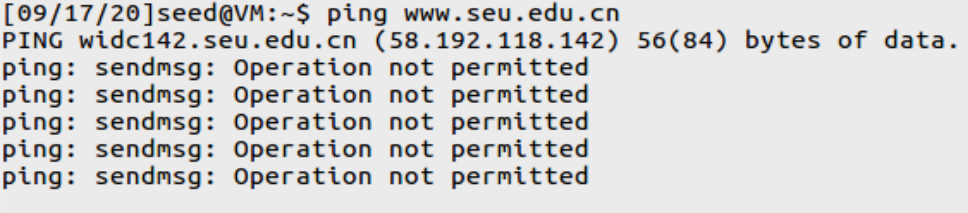 [09/17/20]seed@VM:~$ ping www.seu.edu.cn
PING widc142.seu.edu.cn (58.192.118.142) 56(84) bytes of data.
ping: sendmsg: Operation not permitted
ping: sendmsg: Operation not permitted
ping: sendmsg: Operation not permitted
ping: sendmsg: Operation not permitted
ping: sendmsg: Operation not permitted